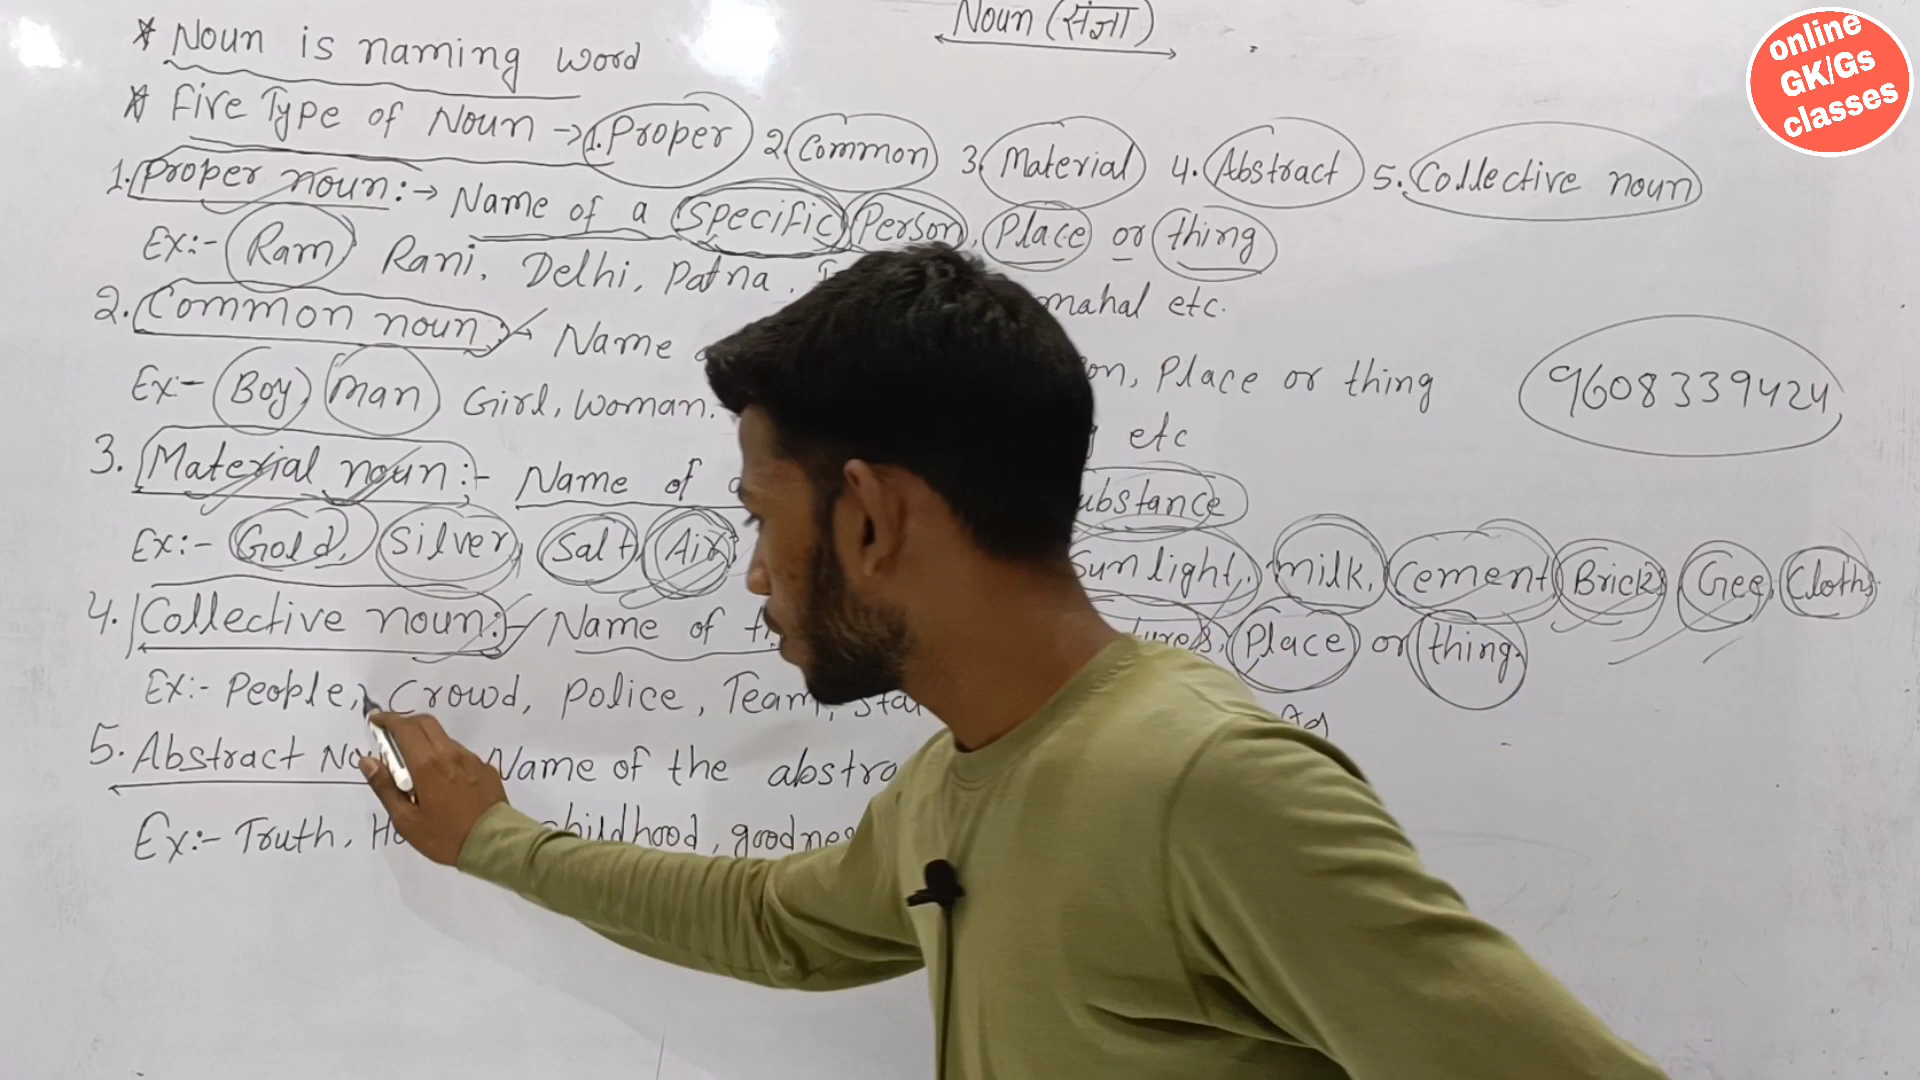 Noun (संज्ञा)
online
GK/Gs
classes
* Noun is naming word
* Five Type of Noun → 1. Proper 2. Common 3. Material 4. Abstract 5. Collective noun
1. Proper noun :→ Name of a specific Person, Place or thing
Ex:- Ram Rani, Delhi, Patna, mahal etc.
2. Common noun :→ Name Place or thing
Ex:- Boy, man Girl, Woman, etc
9608339424
3. Material noun :- Name of
Ex:- Gold, Silver, Salt, Air, Sunlight, milk, cement, Bricks, Gee, Cloths
4. Collective noun :- Name of Place or thing.
Ex:- People, Crowd, Police, Team,
5. Abstract Name of the
Ex:- Truth, childhood,